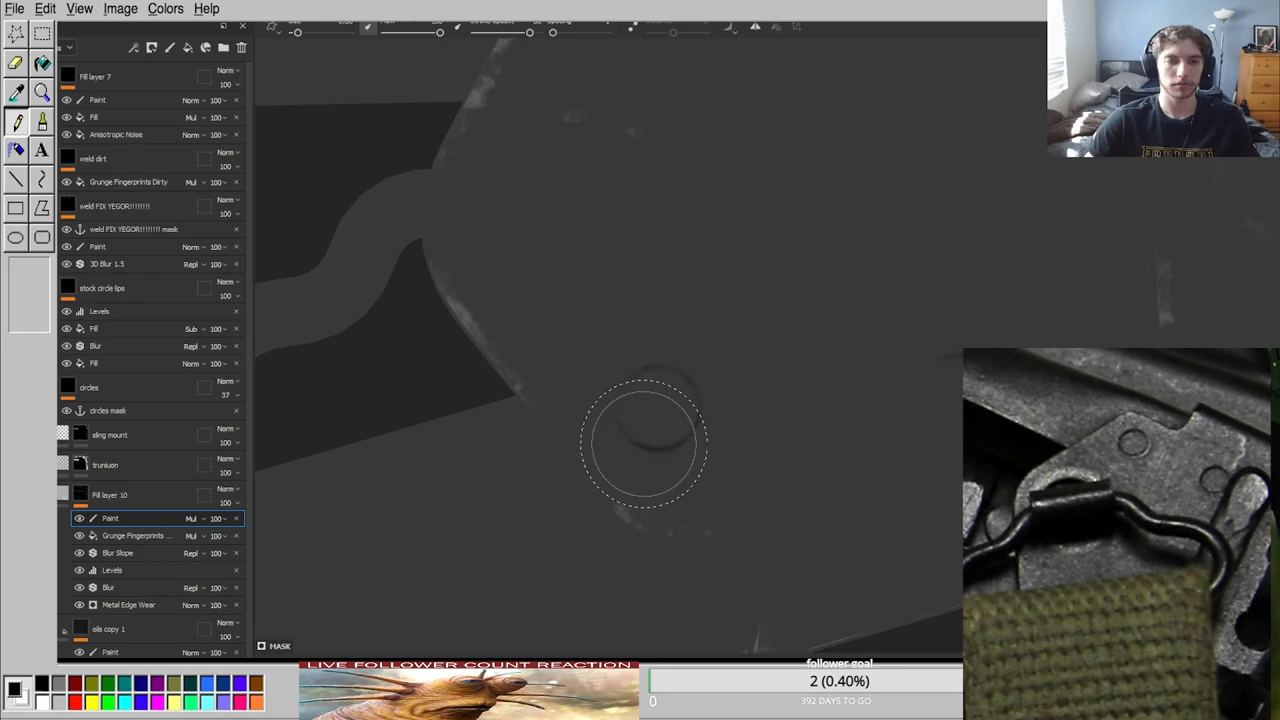 File Edit View Image Colors Help
Norm
Fill layer 7
100
Paint Norm 100
Fill Mul 100
Anisotropic Noise Norm 100
Norm
weld dirt
100
Grunge Fingerprints Dirty Mul 100
Norm
weld FIX YEGOR!!!!!!!!
100
weld FIX YEGOR!!!!!!!! mask
Paint Norm 100
3D Blur 1.5 Repl 100
Norm
stock circle lips
100
Levels
Fill Sub 100
Blur Repl 100
Fill Norm 100
Norm
circles
37
circles mask
Norm
sling mount
100
Norm
truniuon
100
Norm
Fill layer 10
100
Paint Mul 100
Grunge Fingerprints ... Mul 100
Blur Slope Repl 100
Levels
Blur Repl 100
Metal Edge Wear Norm 100
Norm
oils copy 1
100
Paint Norm 100
MASK
LIVE FOLLOWER COUNT REACTION
follower goal
2 (0.40%)
0
392 DAYS TO GO